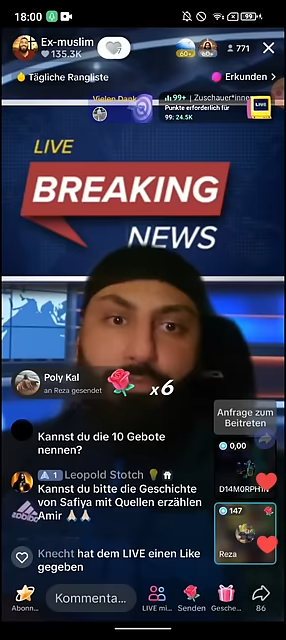 18:00
99+
Ex-muslim
135.3K
60+
60+
771
Tägliche Rangliste
Erkunden
Vielen Dank
99+ | Zuschauer*innen
Punkte erforderlich für
99: 24.5K
LIVE
LIVE
BREAKING
NEWS
Poly Kal
an Reza gesendet
x6
Anfrage zum
Beitreten
Kannst du die 10 Gebote
nennen?
0,00
D14M0RPH1N
1 Leopold Stotch
Kannst du bitte die Geschichte
von Safiya mit Quellen erzählen
Amir 🙏🙏
147
Reza
Knecht hat dem LIVE einen Like
gegeben
Abonn...
Kommenta...
LIVE mi...
Senden
Gesche...
86